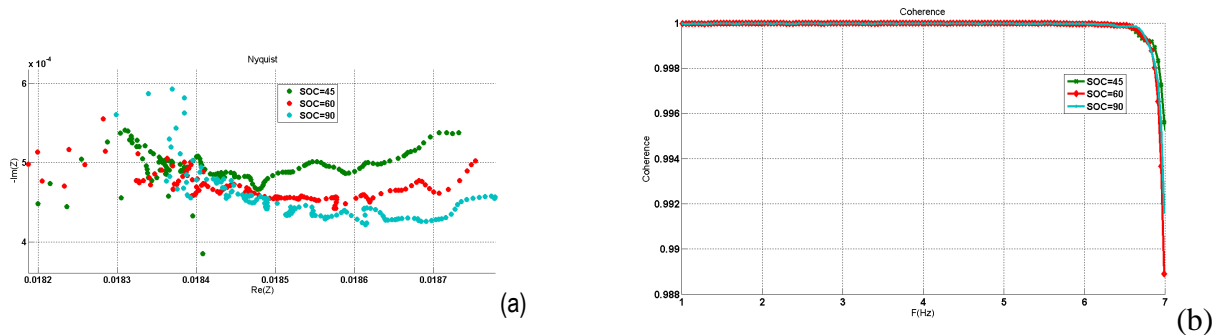 Nyquist
x 10-4
6
5
4
-Im(Z)
SOC=45
SOC=60
SOC=90
0.0182 0.0183 0.0184 0.0185 0.0186 0.0187
Re(Z)
(a)
Coherence
1
0.998
0.996
0.994
0.992
0.99
0.988
Coherence
SOC=45
SOC=60
SOC=90
1 2 3 4 5 6 7
F(Hz)
(b)